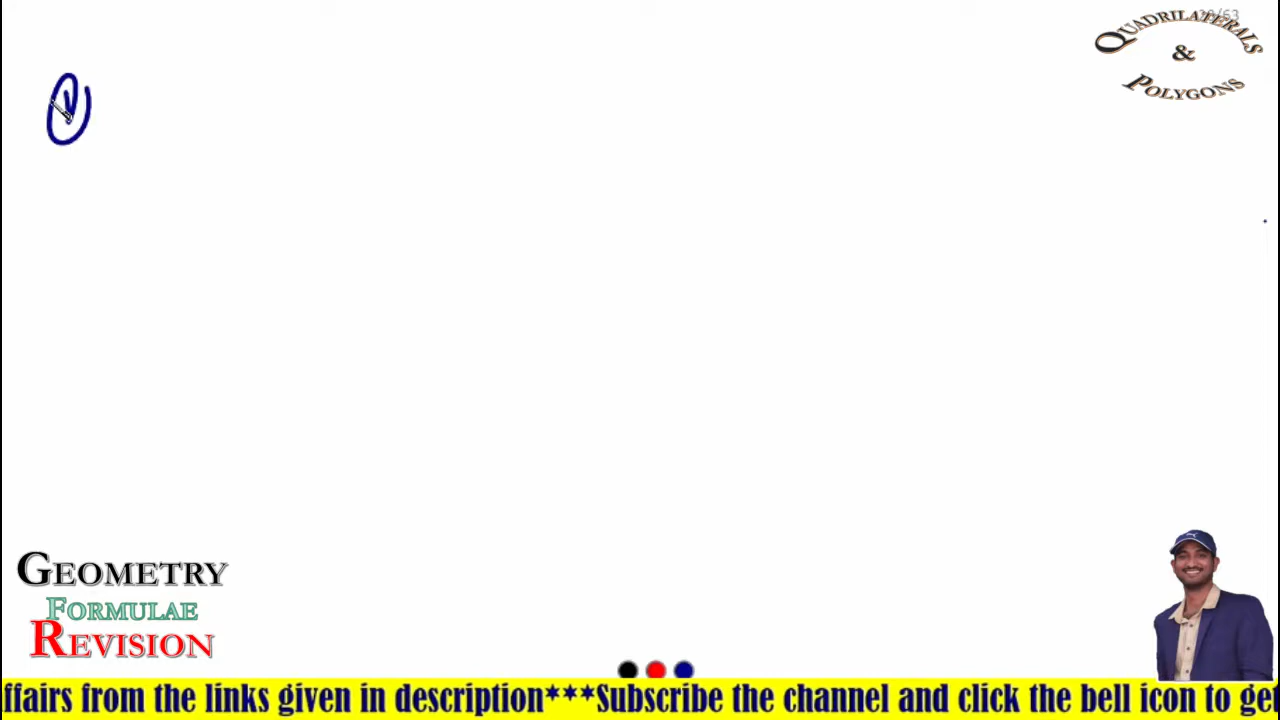 QUADRILATERALS
&
POLYGONS
GEOMETRY
FORMULAE
REVISION
ffairs from the links given in description***Subscribe the channel and click the bell icon to get